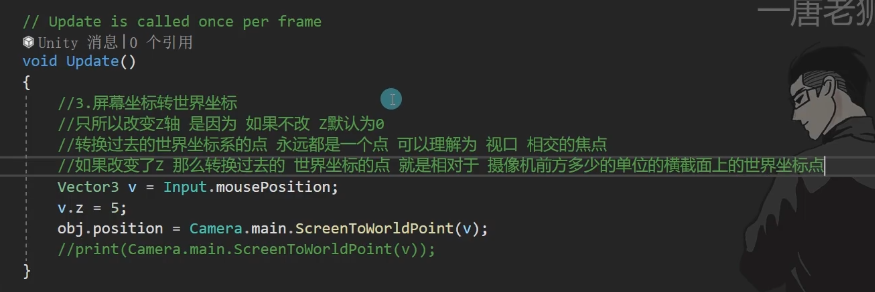 一唐老狮
// Update is called once per frame
Unity 消息|0 个引用
void Update()
{
//3.屏幕坐标转世界坐标
//只所以改变Z轴 是因为 如果不改 Z默认为0
//转换过去的世界坐标系的点 永远都是一个点 可以理解为 视口 相交的焦点
//如果改变了Z 那么转换过去的 世界坐标的点 就是相对于 摄像机前方多少的单位的横截面上的世界坐标点
Vector3 v = Input.mousePosition;
v.z = 5;
obj.position = Camera.main.ScreenToWorldPoint(v);
//print(Camera.main.ScreenToWorldPoint(v));
}